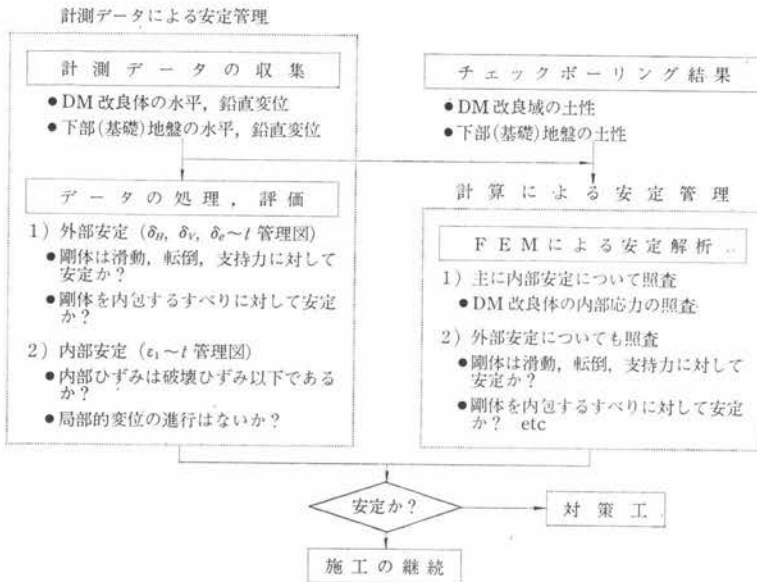 計測データによる安定管理
計測データの収集
●DM改良体の水平，鉛直変位
●下部(基礎)地盤の水平，鉛直変位
データの処理，評価
1）外部安定（δH, δV, δe～t 管理図）
●剛体は滑動，転倒，支持力に対して
安定か？
●剛体を内包するすべりに対して安定
か？
2）内部安定（ε1～t 管理図）
●内部ひずみは破壊ひずみ以下である
か？
●局部的変位の進行はないか？
チェックボーリング結果
●DM改良域の土性
●下部(基礎)地盤の土性
計算による安定管理
FEMによる安定解析
1）主に内部安定について照査
●DM改良体の内部応力の照査
2）外部安定についても照査
●剛体は滑動，転倒，支持力に対して
安定か？
●剛体を内包するすべりに対して安定
か？ etc
安定か？
対策工
施工の継続